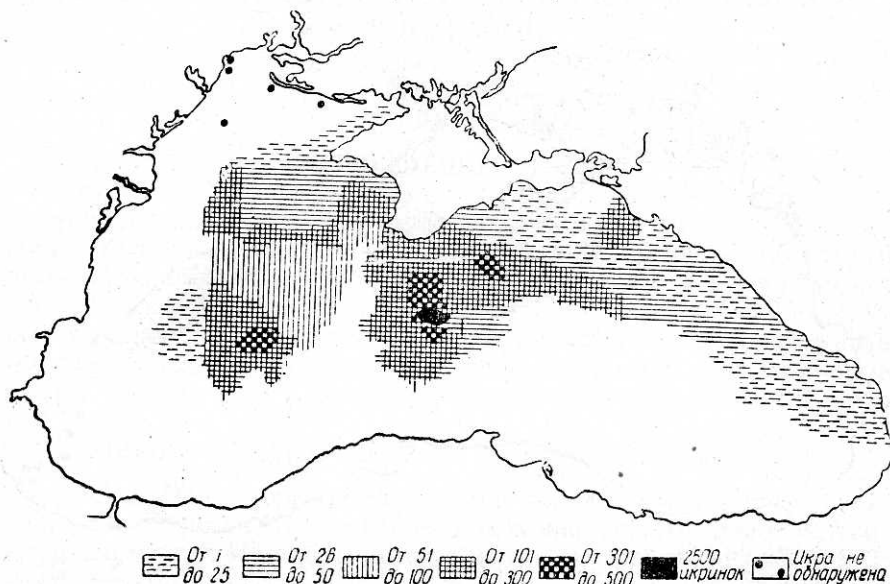 От 1 до 25
От 26 до 50
От 51 до 100
От 101 до 300
От 301 до 500
2500 икринок
Икра не обнаружена